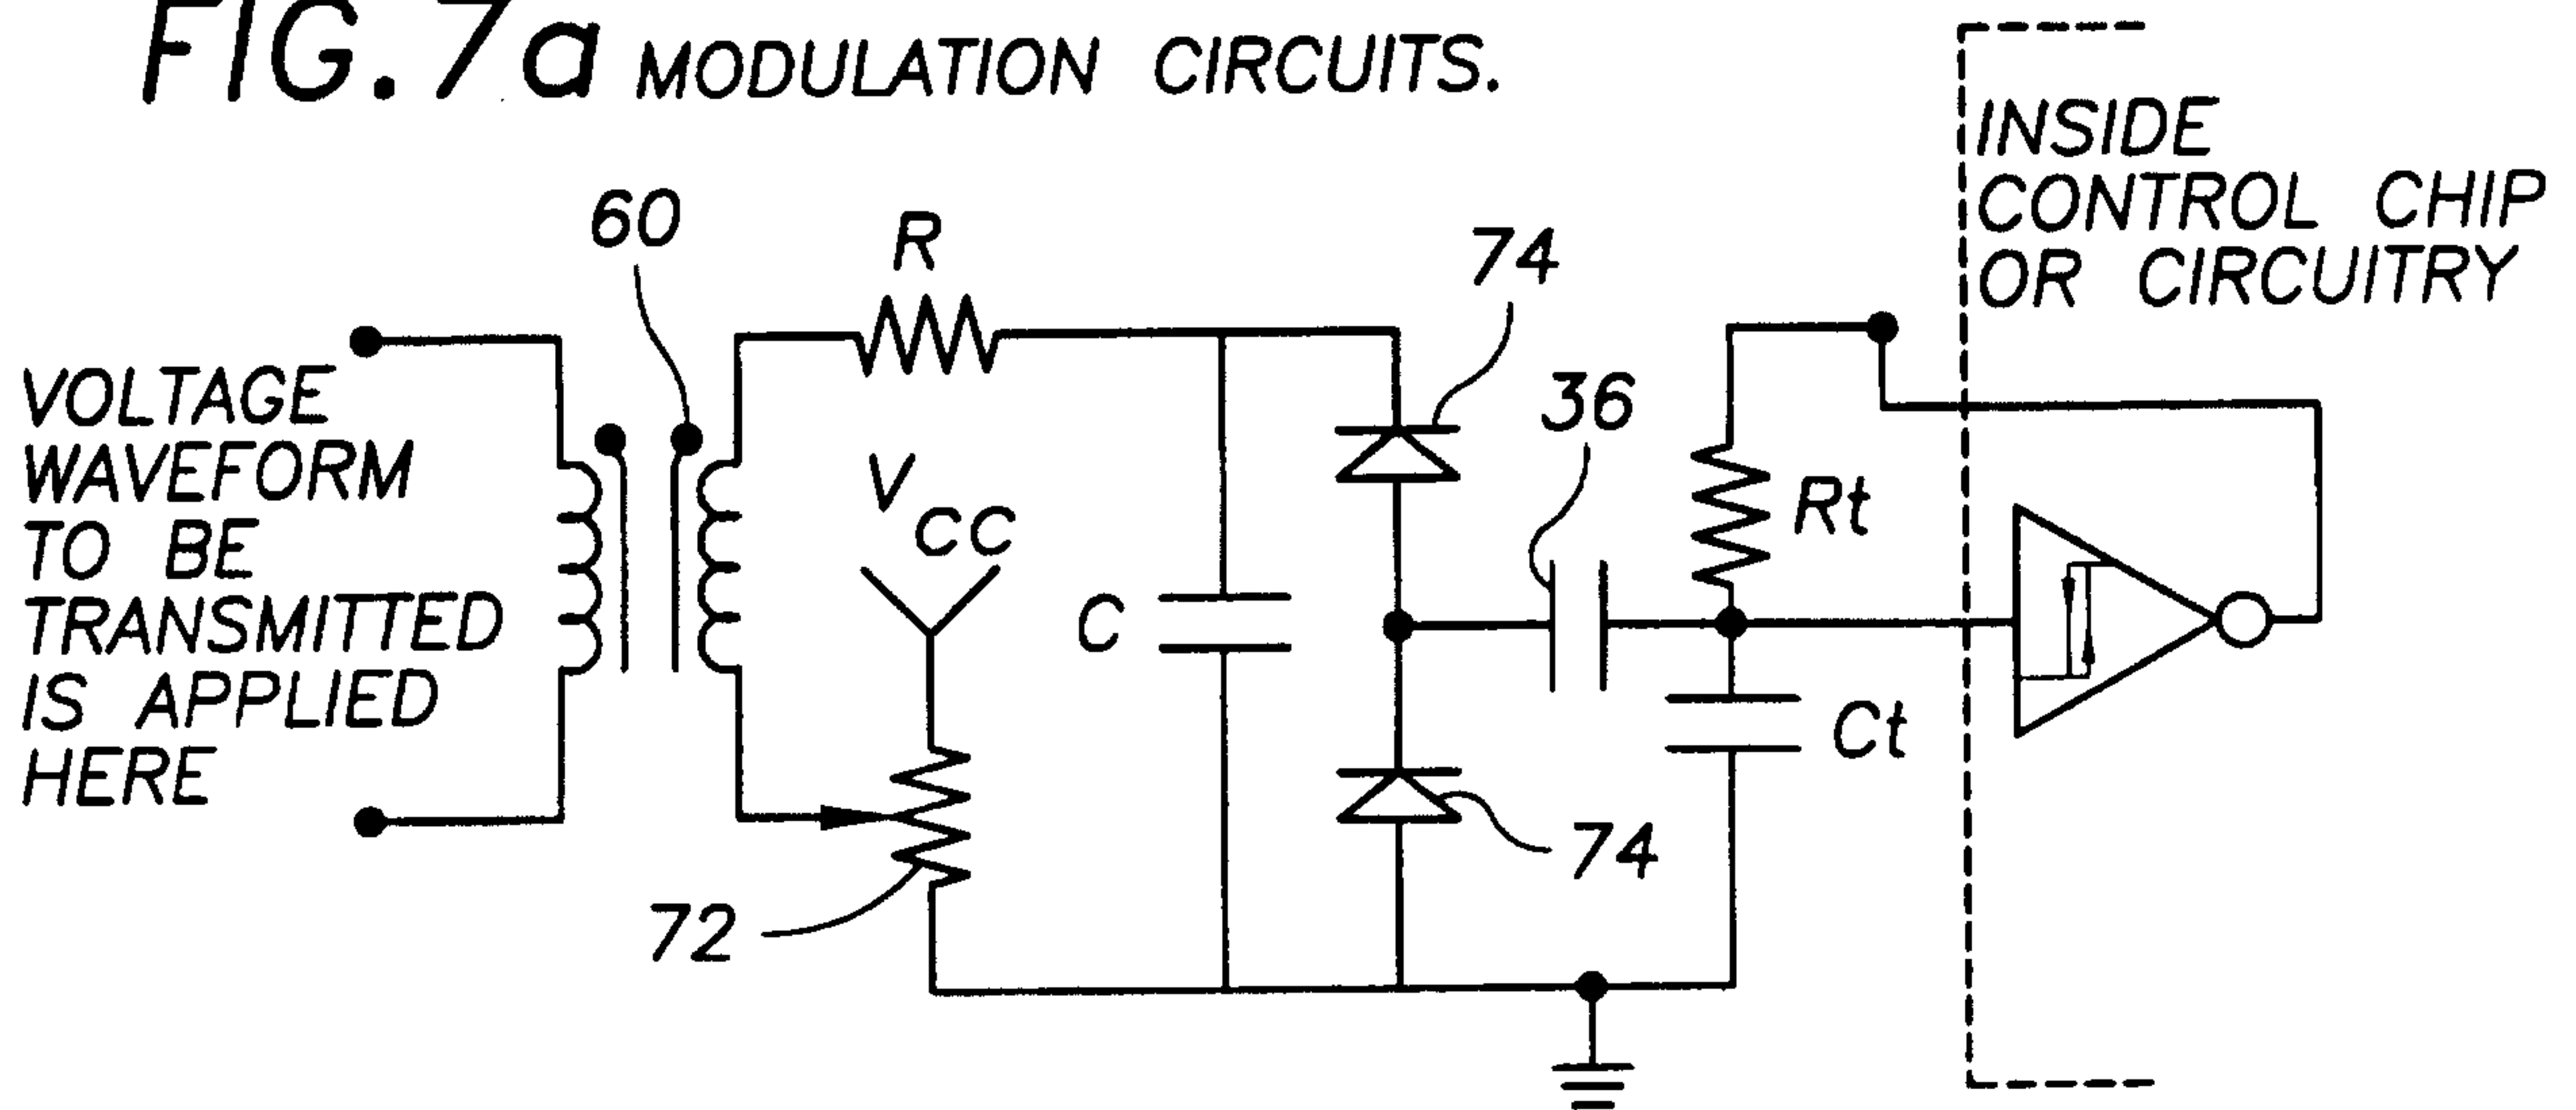 FIG. 7a MODULATION CIRCUITS.
INSIDE
CONTROL CHIP
OR CIRCUITRY
60
R
74
36
VOLTAGE
WAVEFORM
TO BE
TRANSMITTED
IS APPLIED
HERE
VCC
C
Rt
Ct
74
72